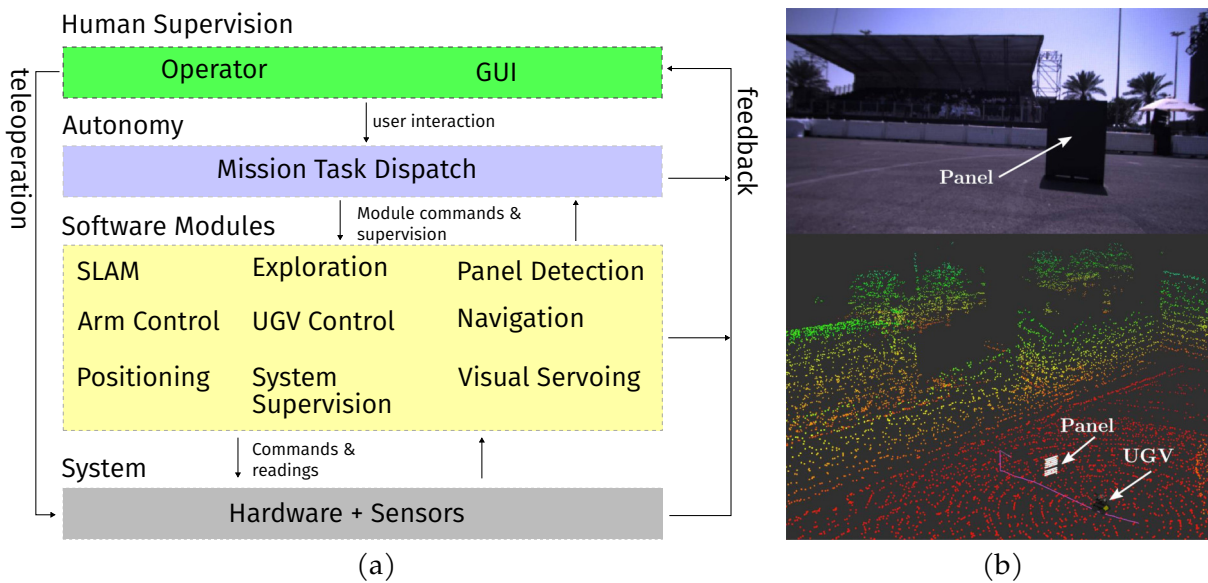 Human Supervision
Operator
GUI
teleoperation
feedback
user interaction
Autonomy
Mission Task Dispatch
Module commands &
supervision
Software Modules
SLAM
Exploration
Panel Detection
Arm Control
UGV Control
Navigation
Positioning
System
Supervision
Visual Servoing
Commands &
readings
System
Hardware + Sensors
(a)
Panel
Panel
UGV
(b)